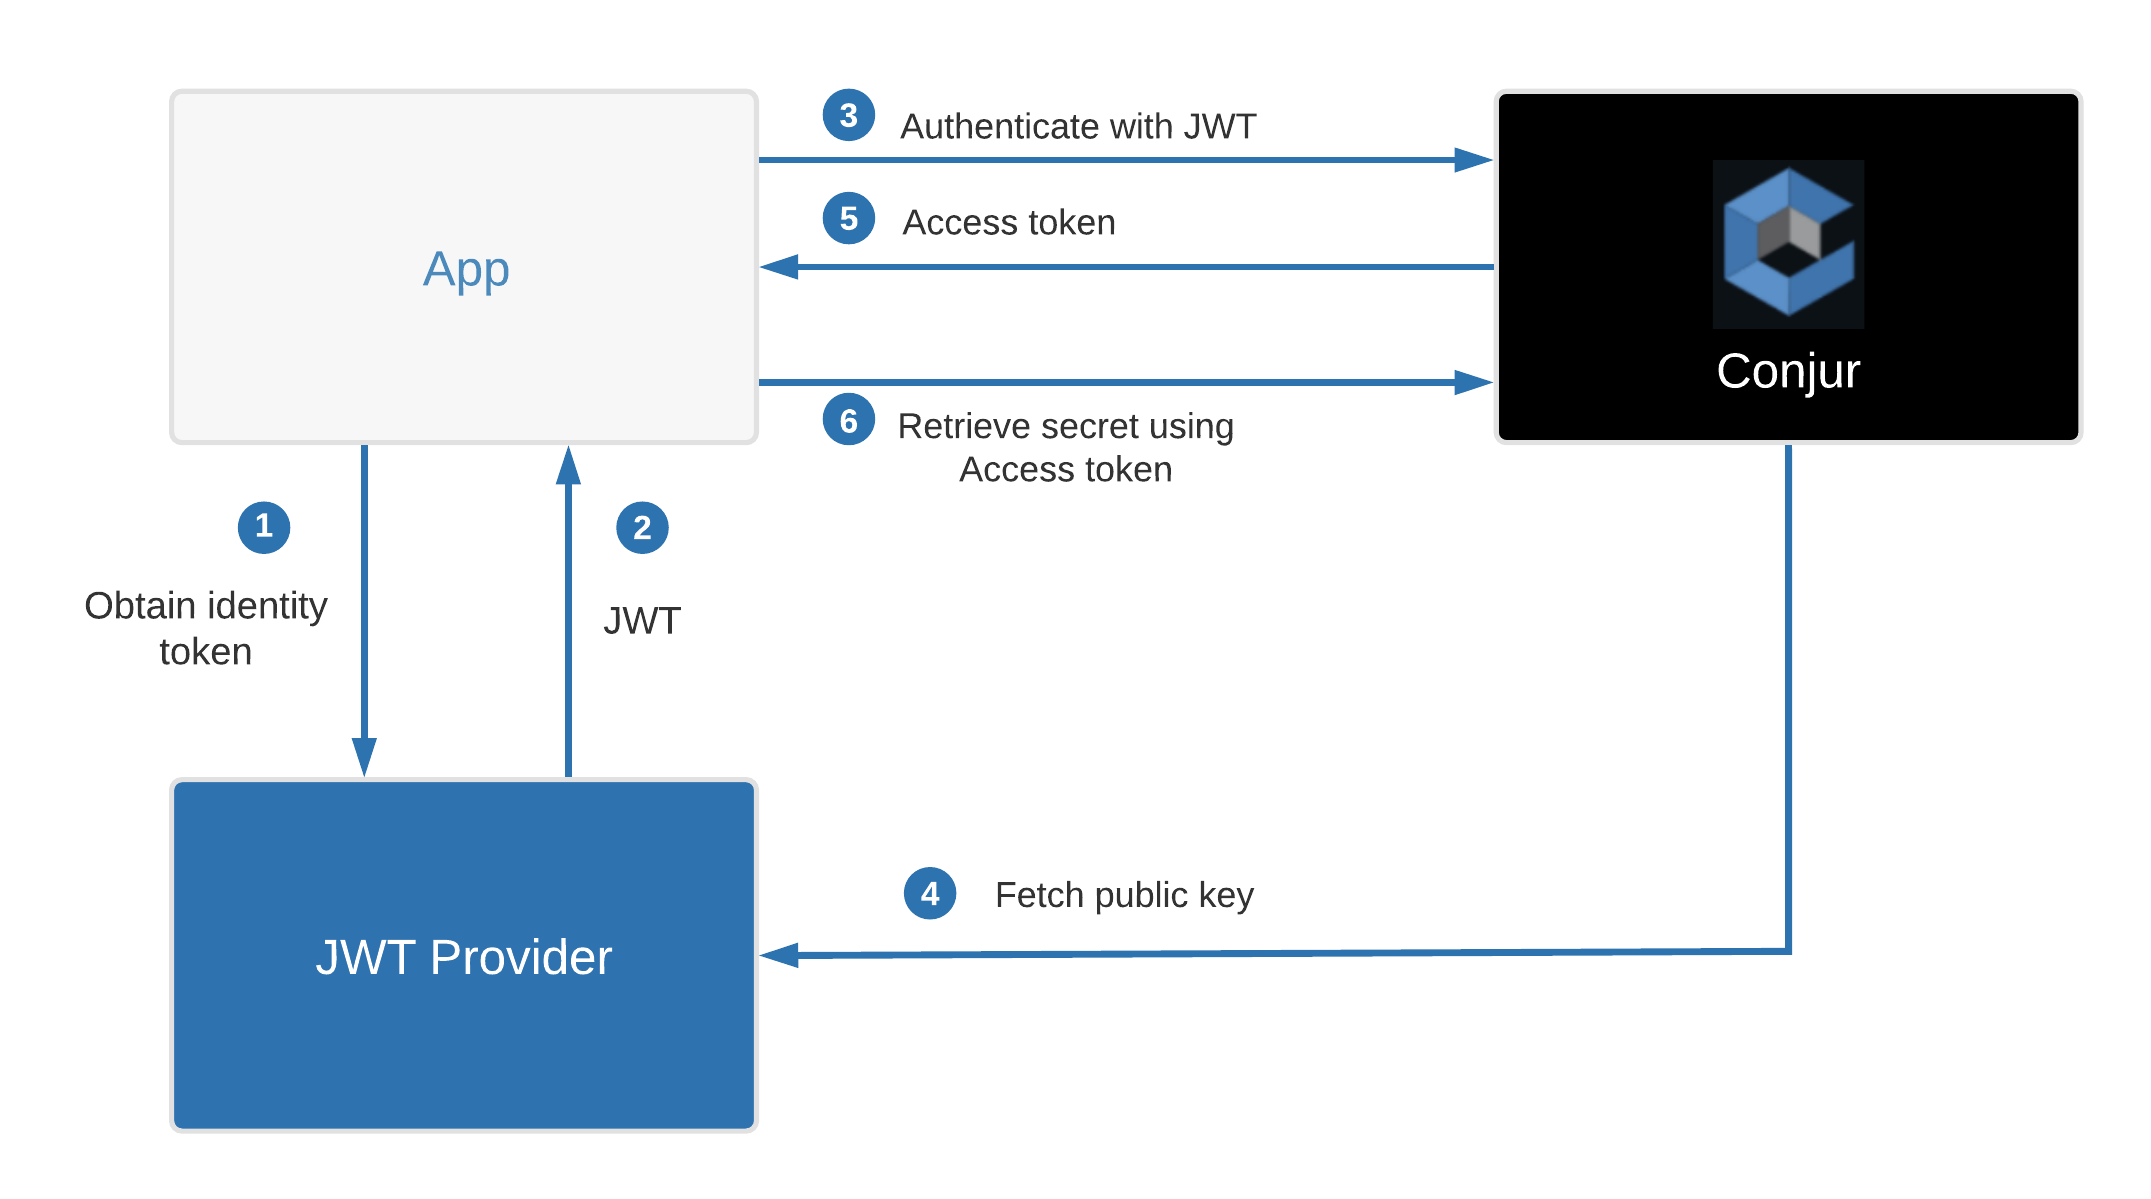 3
Authenticate with JWT
5
Access token
App
Conjur
6
Retrieve secret using
Access token
1
Obtain identity
token
2
JWT
4
Fetch public key
JWT Provider